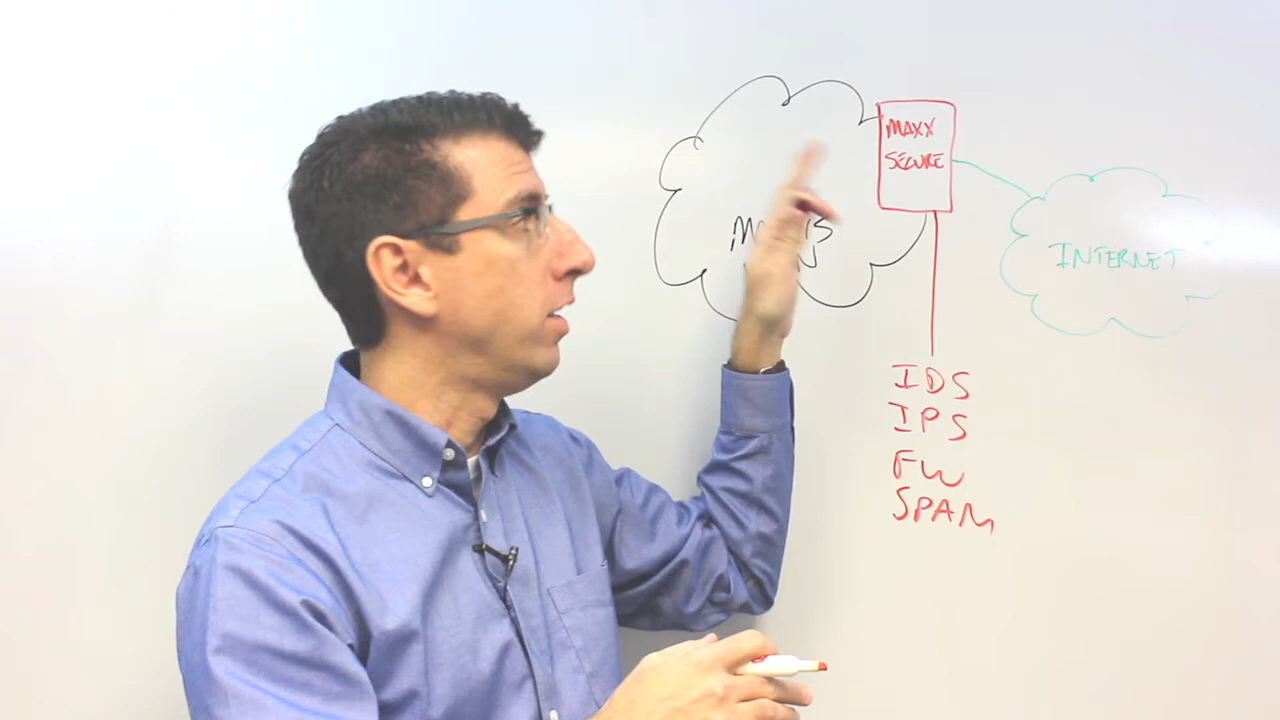 MAXX
SECURE
INTERNET
IDS
IPS
FW
SPAM